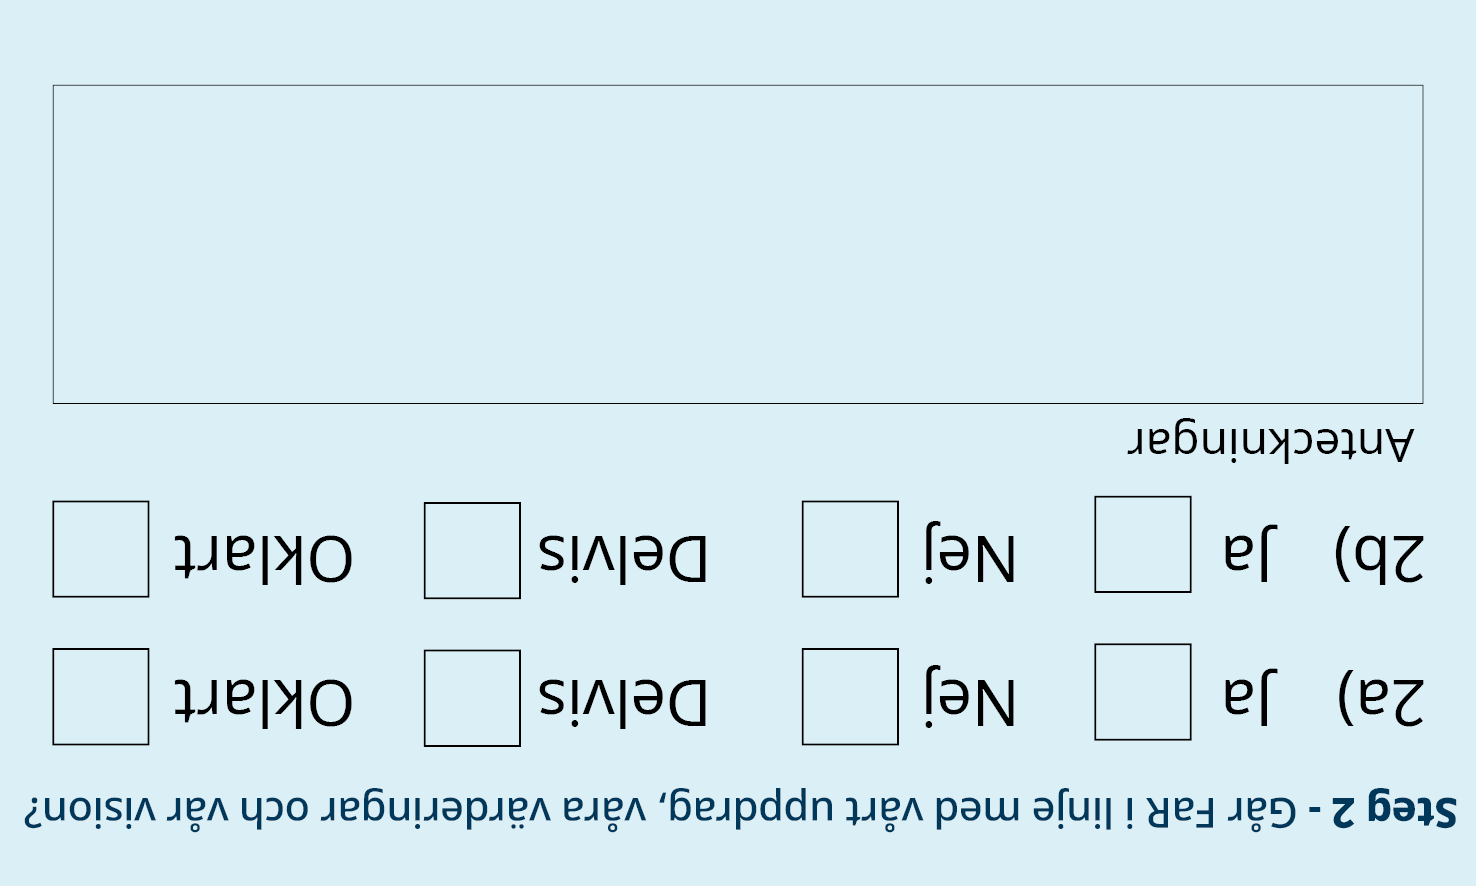 Steg 2 - Går FaR i linje med vårt uppdrag, våra värderingar och vår vision?
2a) Ja Nej Delvis Oklart
2b) Ja Nej Delvis Oklart
Anteckningar